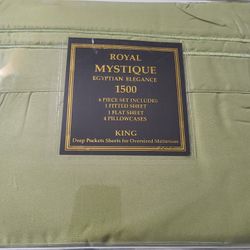 ROYAL
MYSTIQUE
EGYPTIAN ELEGANCE
1500
6 PIECE SET INCLUDES:
1 FITTED SHEET
1 FLAT SHEET
4 PILLOWCASES
KING
Deep Pockets Sheets for Oversized Mattresses